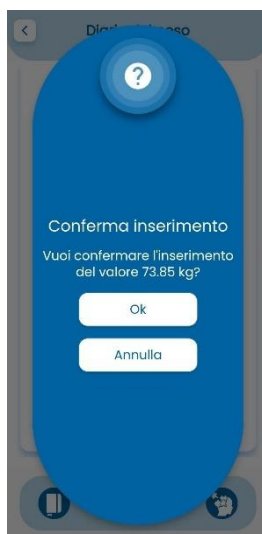 Conferma inserimento
Vuoi confermare l'inserimento
del valore 73.85 kg?
Ok
Annulla